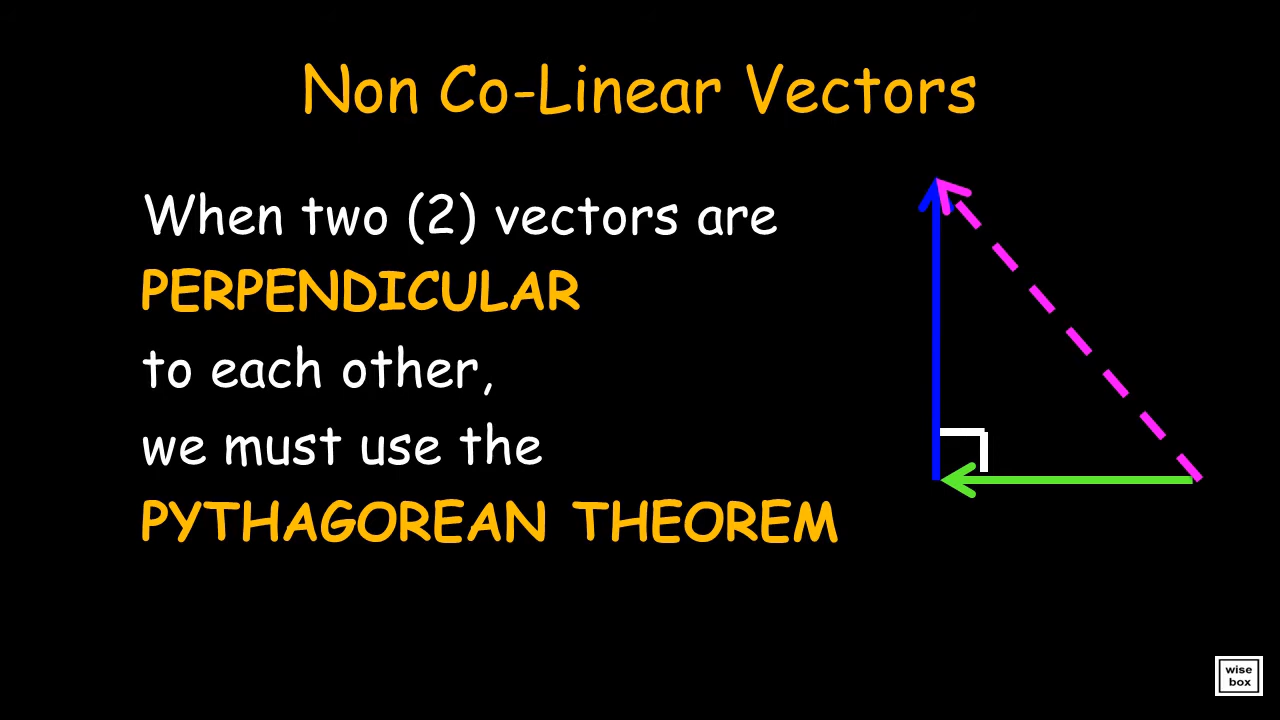 Non Co-Linear Vectors
When two (2) vectors are
PERPENDICULAR
to each other,
we must use the
PYTHAGOREAN THEOREM
wise
box